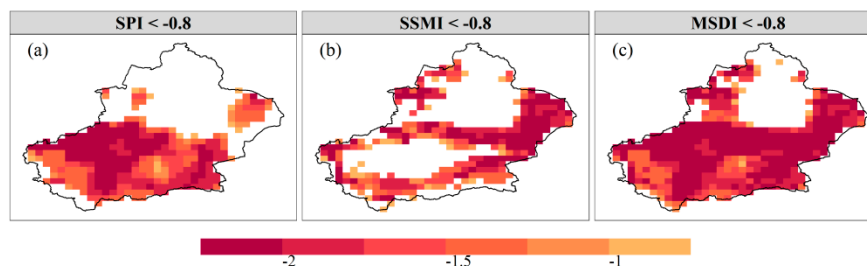 SPI < -0.8 SSMI < -0.8 MSDI < -0.8
(a) (b) (c)
-2 -1.5 -1